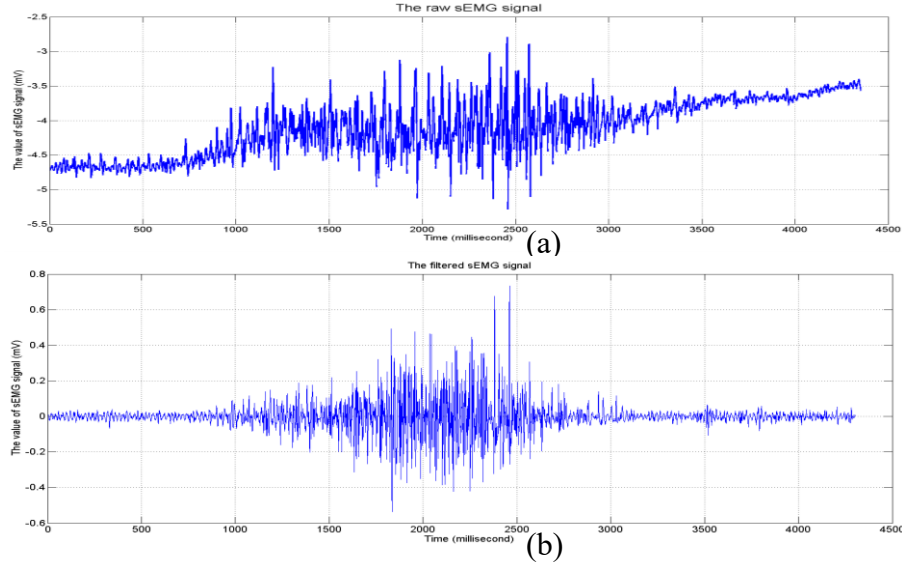 The raw sEMG signal
The value of sEMG signal (mV)
-2.5
-3
-3.5
-4
-4.5
-5
-5.5
0 500 1000 1500 2000 2500 3000 3500 4000 4500
Time (millisecond)
(a)
The filtered sEMG signal
The value of sEMG signal (mV)
0.8
0.6
0.4
0.2
0
-0.2
-0.4
-0.6
0 500 1000 1500 2000 2500 3000 3500 4000 4500
Time (millisecond)
(b)